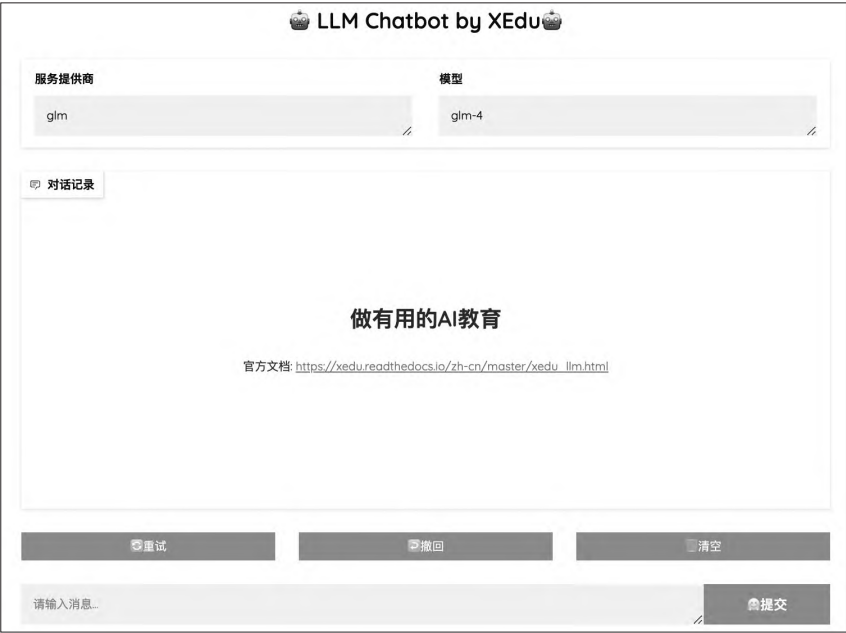 🤖 LLM Chatbot by XEdu🤖
服务提供商
模型
glm
glm-4
对话记录
做有用的AI教育
官方文档: https://xedu.readthedocs.io/zh-cn/master/xedu_llm.html
重试
撤回
清空
请输入消息...
提交